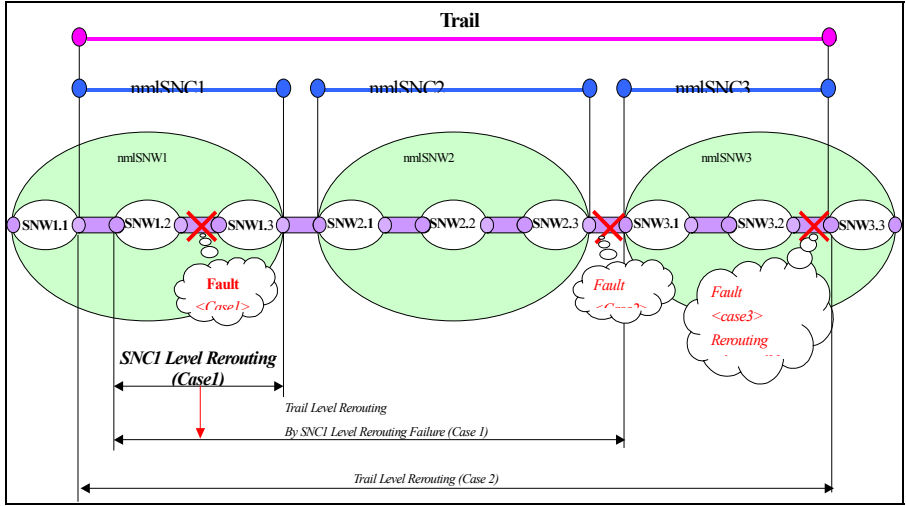 Trail
nmlSNC1 nmlSNC2 nmlSNC3
nmlSNW1 nmlSNW2 nmlSNW3
SNW1.1 SNW1.2 SNW1.3 SNW2.1 SNW2.2 SNW2.3 SNW3.1 SNW3.2 SNW3.3
Fault
<Case1>
Fault
<Case2>
Fault
<case3>
Rerouting
SNC1 Level Rerouting
(Case1)
Trail Level Rerouting
By SNC1 Level Rerouting Failure (Case 1)
Trail Level Rerouting (Case 2)